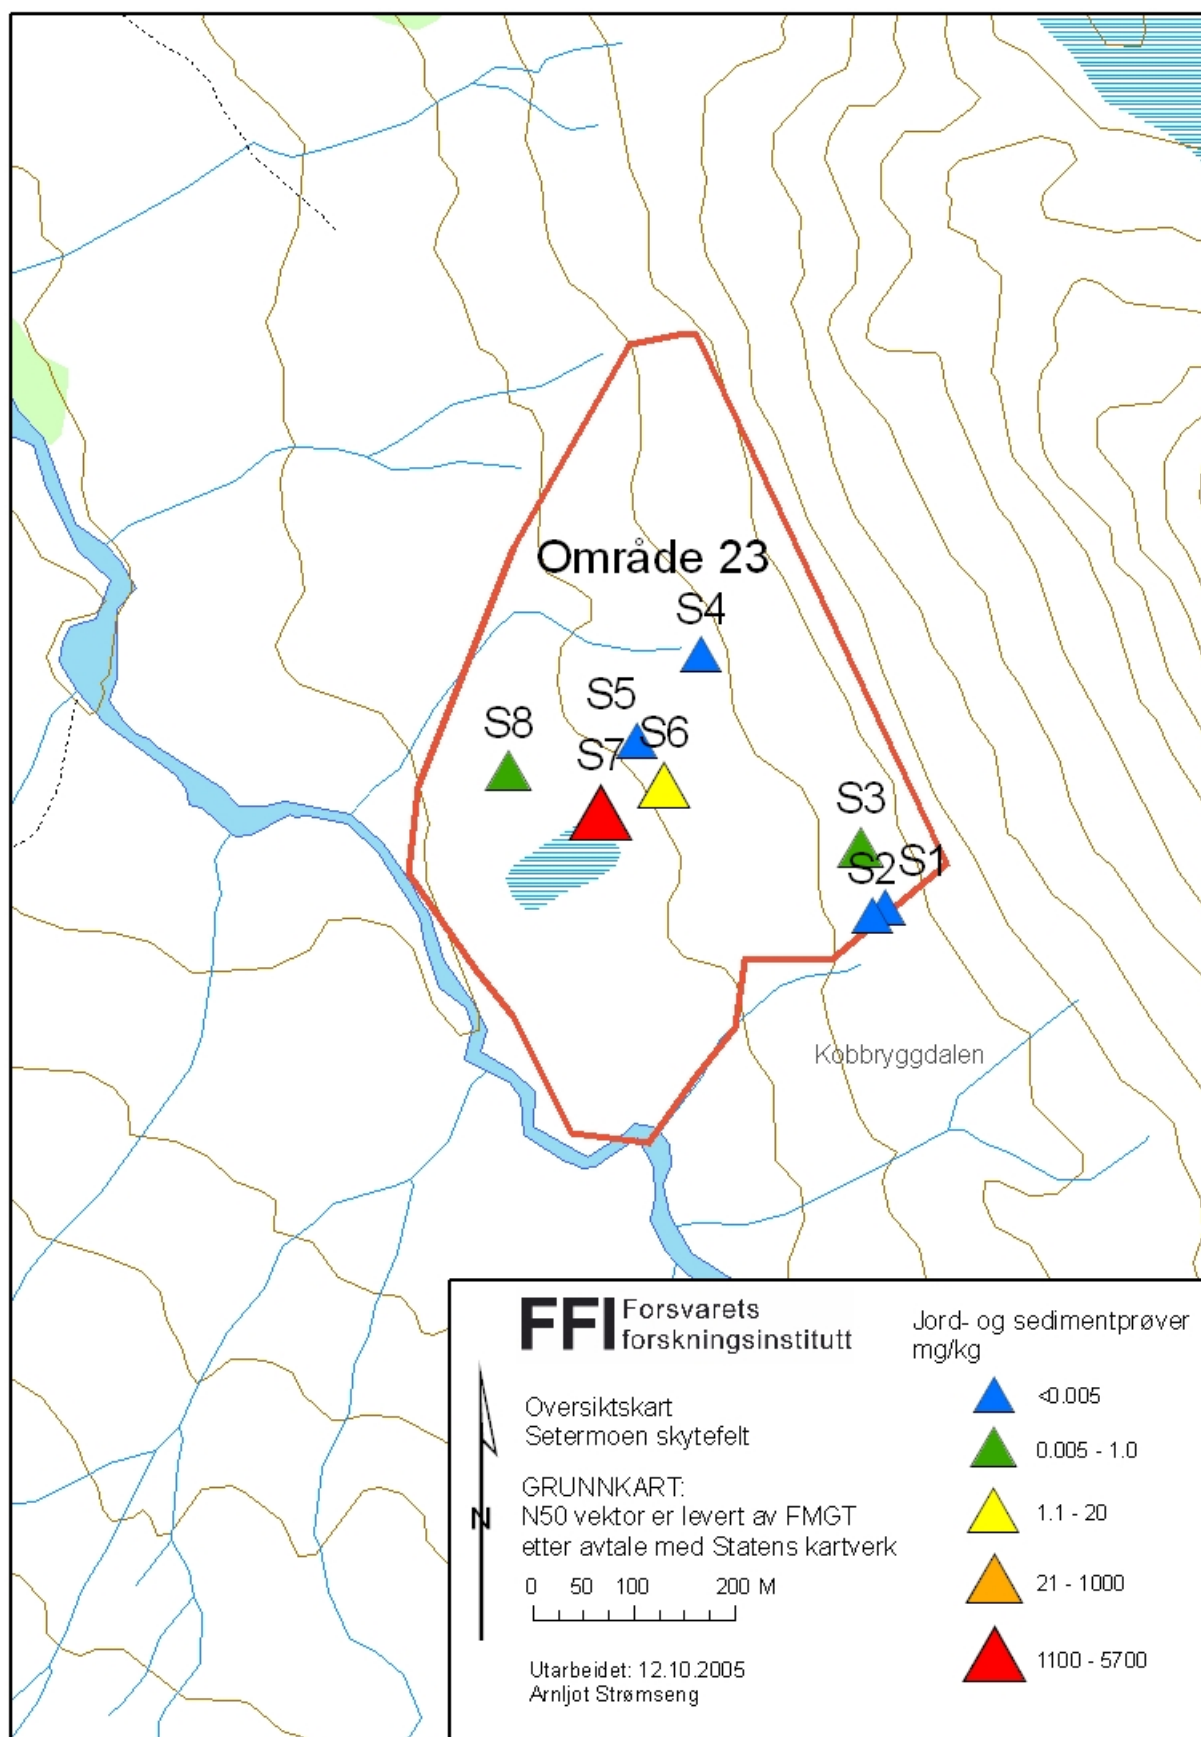 Område 23
S4
S5
S8
S6
S7
S3
S2
S1
Kobbryggdalen
FFI
Forsvarets
forskningsinstitutt
Oversiktskart
Setermoen skytefelt
GRUNNKART:
N50 vektor er levert av FMGT
etter avtale med Statens kartverk
N
0 50 100 200 M
Utarbeidet: 12.10.2005
Arnljot Strømseng
Jord- og sedimentprøver
mg/kg
<0.005
0.005 - 1.0
1.1 - 20
21 - 1000
1100 - 5700